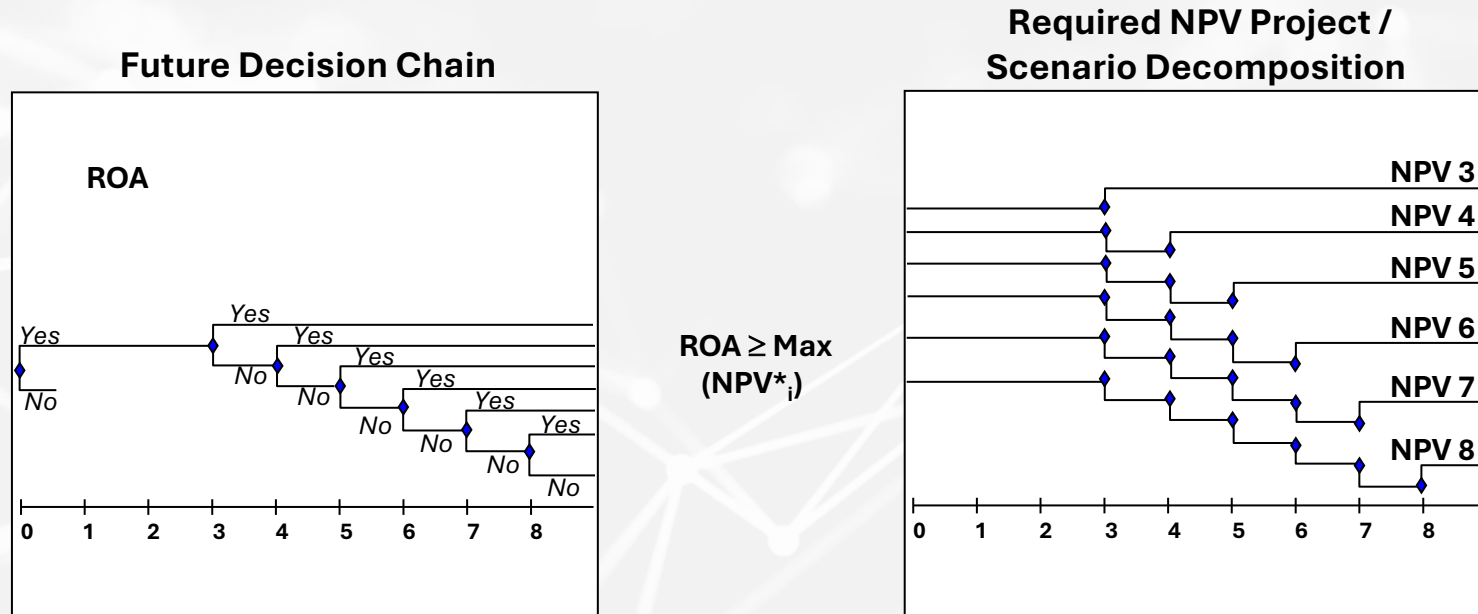 Future Decision Chain
ROA
Yes
No
Yes
No
Yes
No
Yes
No
Yes
No
Yes
No
Yes
No
0 1 2 3 4 5 6 7 8
ROA ≥ Max
(NPV*i)
Required NPV Project /
Scenario Decomposition
NPV 3
NPV 4
NPV 5
NPV 6
NPV 7
NPV 8
0 1 2 3 4 5 6 7 8